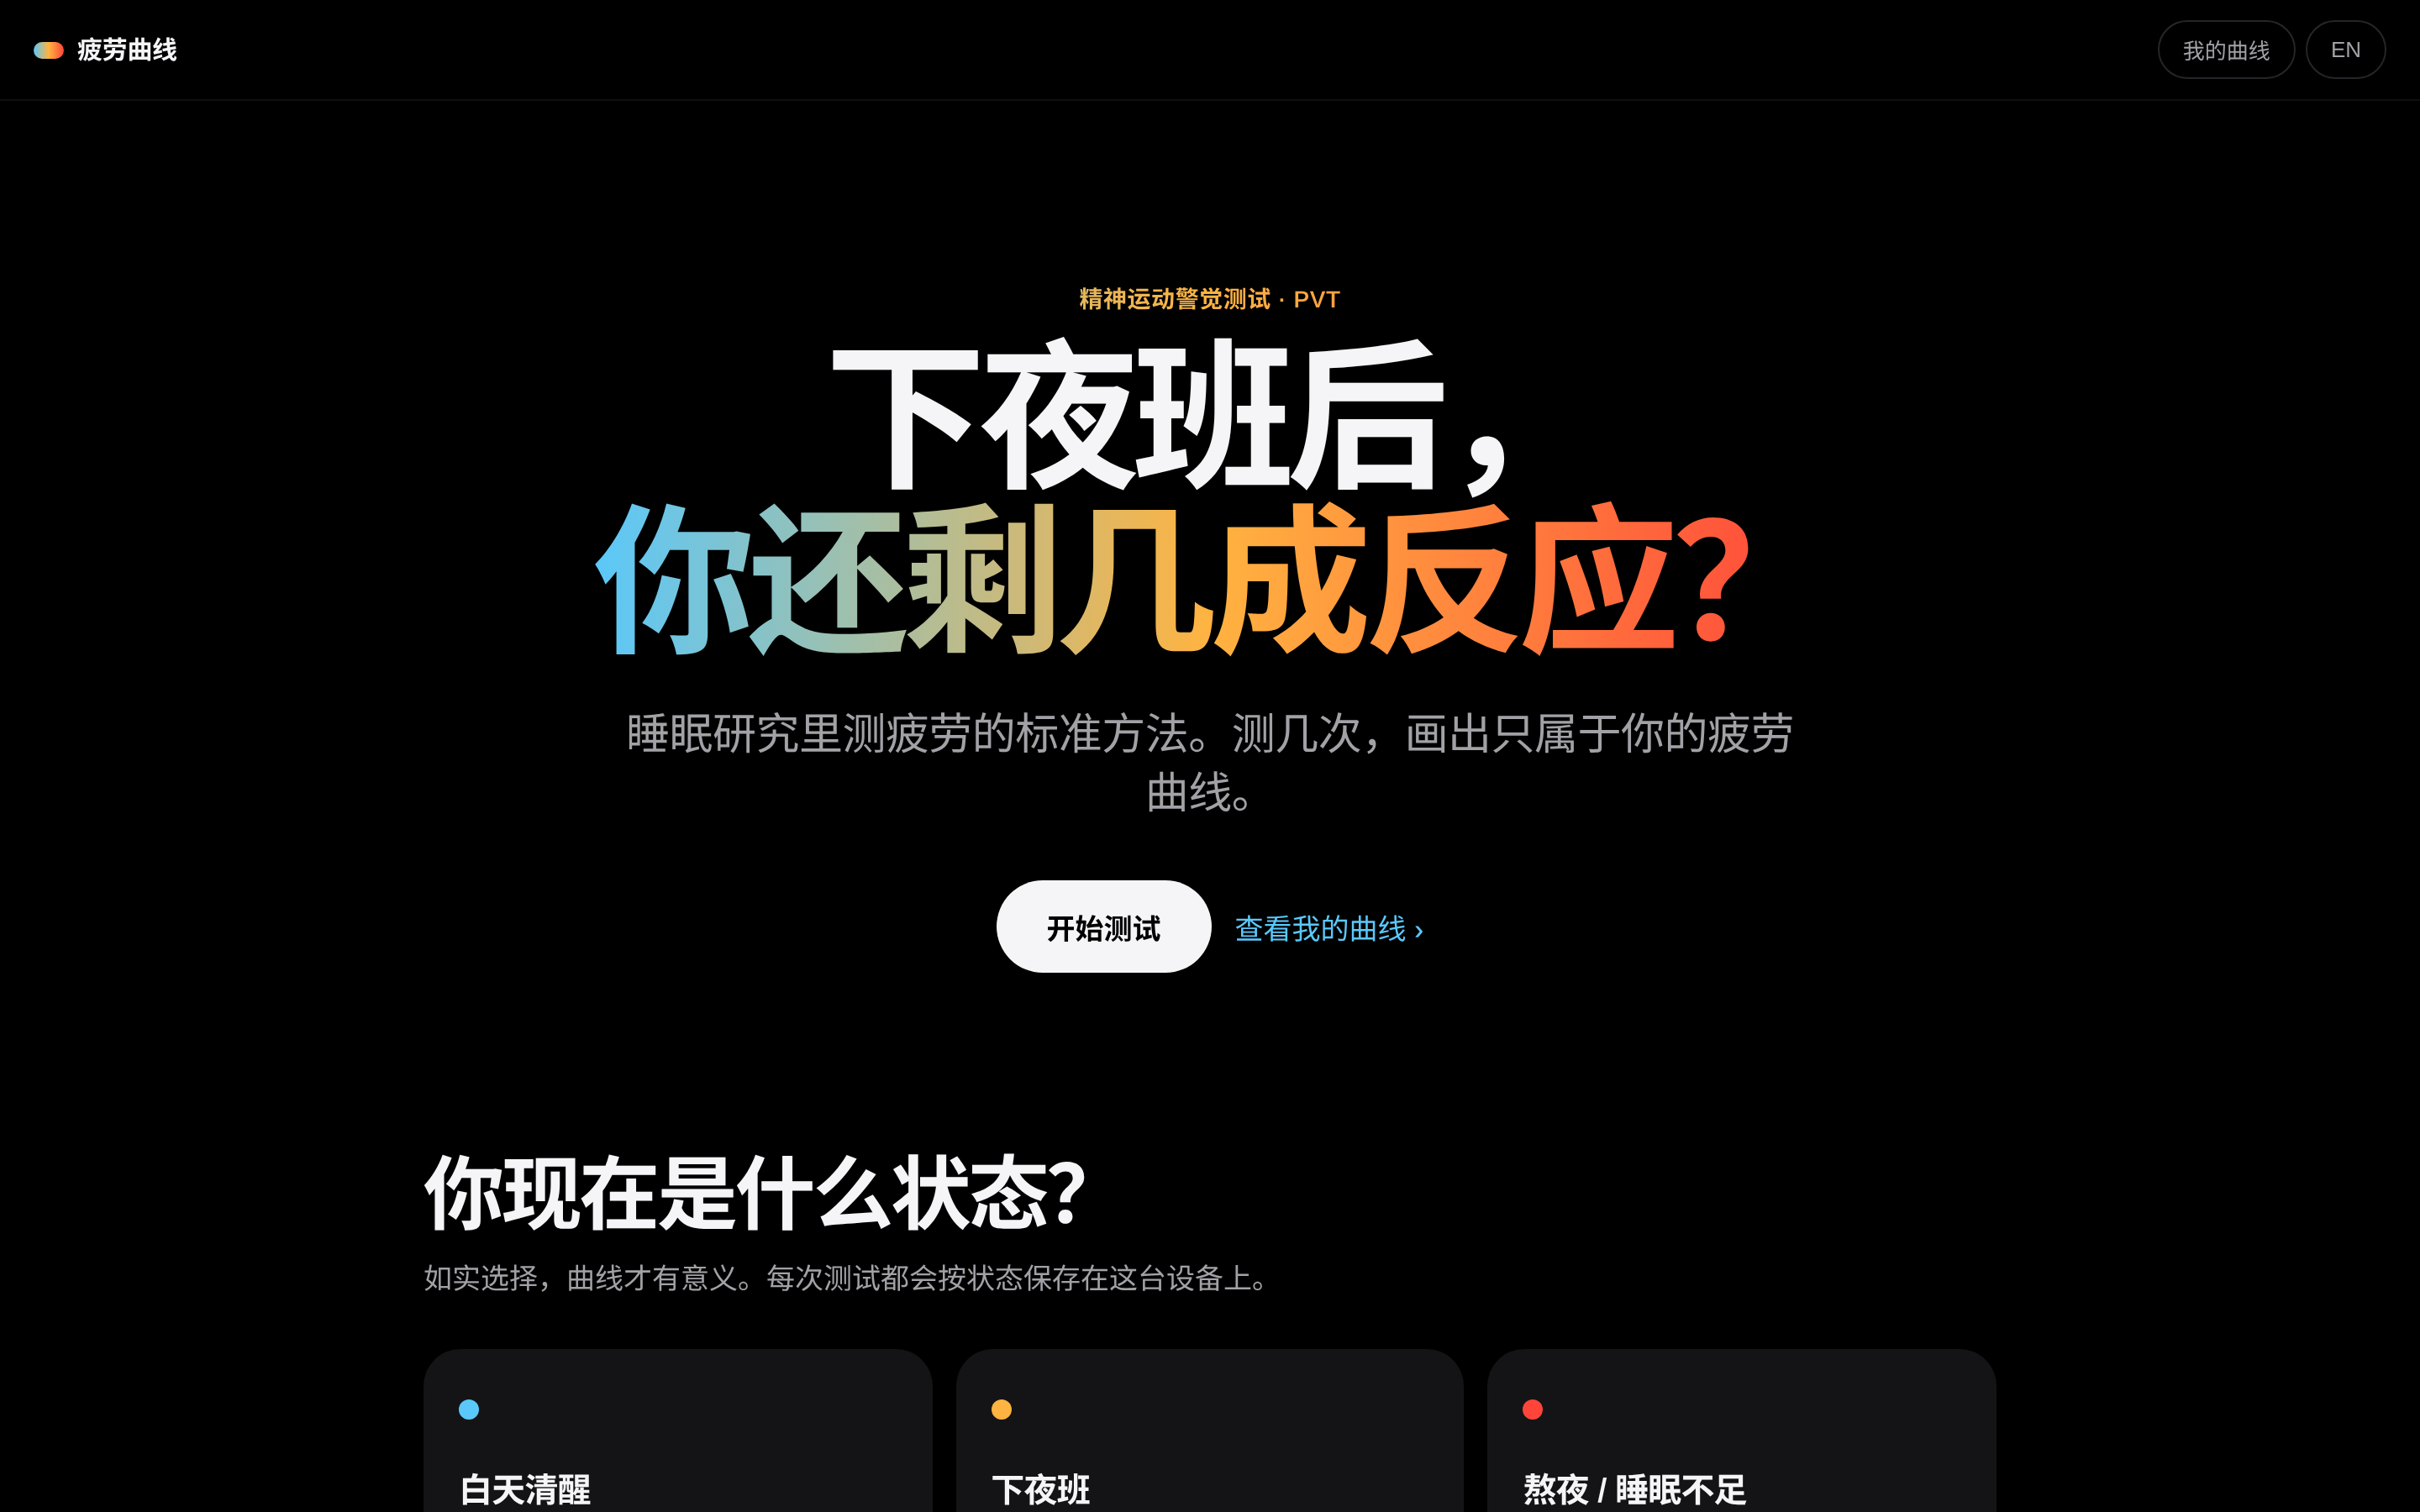 疲劳曲线
我的曲线
EN
精神运动警觉测试 · PVT
下夜班后，
你还剩几成反应？
睡眠研究里测疲劳的标准方法。测几次，画出只属于你的疲劳
曲线。
开始测试
查看我的曲线 ›
你现在是什么状态？
如实选择，曲线才有意义。每次测试都会按状态保存在这台设备上。
白天清醒
下夜班
熬夜 / 睡眠不足